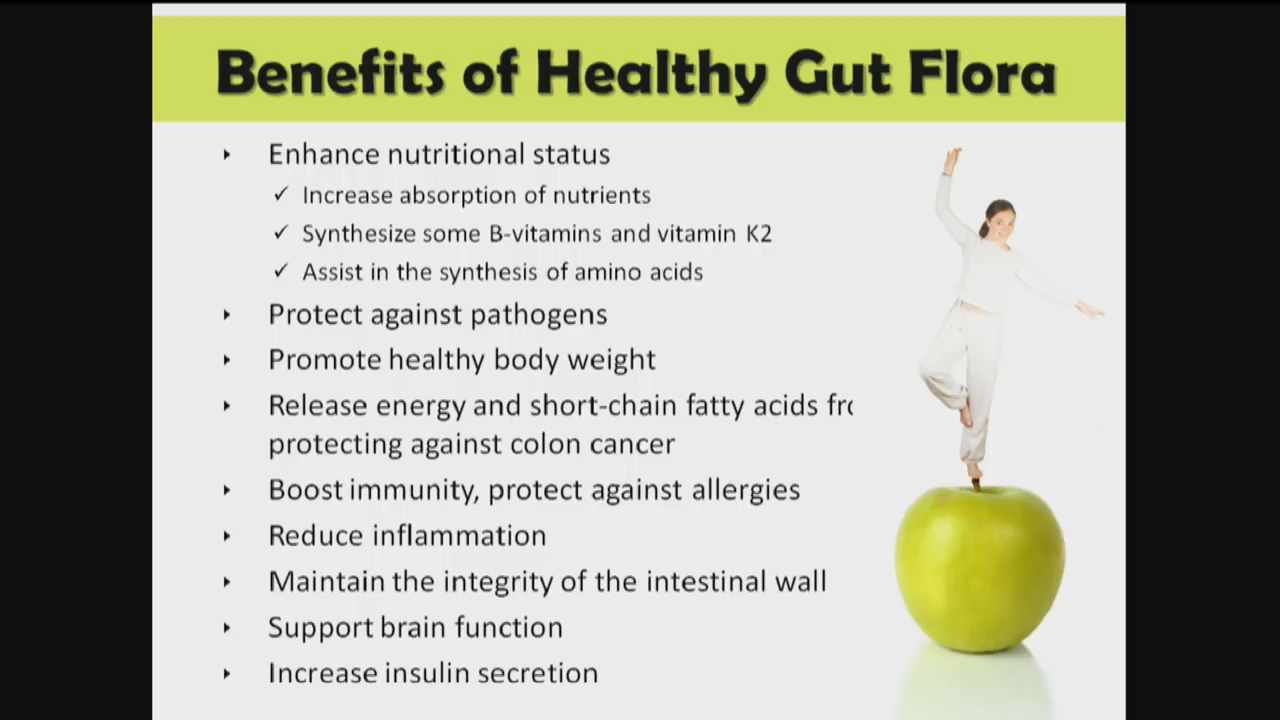 Benefits of Healthy Gut Flora
‣ Enhance nutritional status
✓ Increase absorption of nutrients
✓ Synthesize some B-vitamins and vitamin K2
✓ Assist in the synthesis of amino acids
‣ Protect against pathogens
‣ Promote healthy body weight
‣ Release energy and short-chain fatty acids
protecting against colon cancer
‣ Boost immunity, protect against allergies
‣ Reduce inflammation
‣ Maintain the integrity of the intestinal wall
‣ Support brain function
‣ Increase insulin secretion